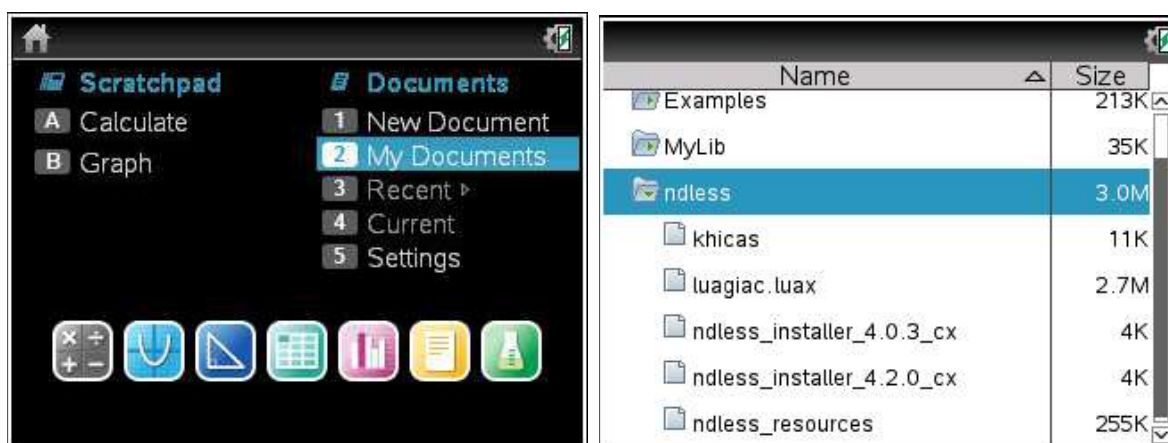 Scratchpad
A Calculate
B Graph
Documents
1 New Document
2 My Documents
3 Recent ▹
4 Current
5 Settings
Name Size
Examples 213K
MyLib 35K
ndless 3.0M
khicas 11K
luagiac.luax 2.7M
ndless_installer_4.0.3_cx 4K
ndless_installer_4.2.0_cx 4K
ndless_resources 255K